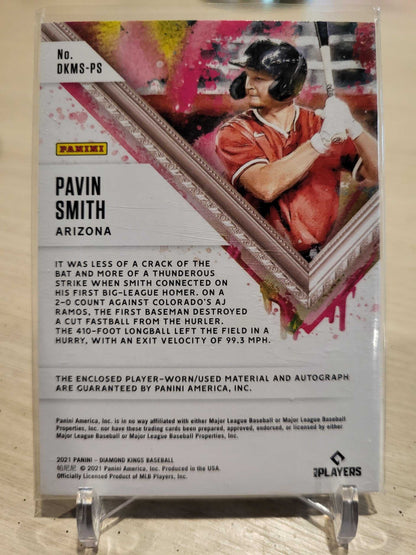 No.
DKMS-PS
PANINI
PAVIN
SMITH
ARIZONA
IT WAS LESS OF A CRACK OF THE
BAT AND MORE OF A THUNDEROUS
STRIKE WHEN SMITH CONNECTED ON
HIS FIRST BIG-LEAGUE HOMER. ON A
2-0 COUNT AGAINST COLORADO'S AJ
RAMOS, THE FIRST BASEMAN DESTROYED
A CUT FASTBALL FROM THE HURLER.
THE 410-FOOT LONGBALL LEFT THE FIELD IN A
HURRY, WITH AN EXIT VELOCITY OF 99.3 MPH.
THE ENCLOSED PLAYER-WORN/USED MATERIAL AND AUTOGRAPH
ARE GUARANTEED BY PANINI AMERICA, INC.
Panini America, Inc. is in no way affiliated with either Major League Baseball or Major League Baseball
Properties, Inc. nor have these trading cards been prepared, approved, endorsed, or licensed by either
Major League Baseball or Major League Baseball Properties, Inc.
2021 PANINI – DIAMOND KINGS BASEBALL
帕尼尼 © 2021 Panini America, Inc. Produced in the USA.
Officially Licensed Product of MLB Players, Inc.
MLB PLAYERS